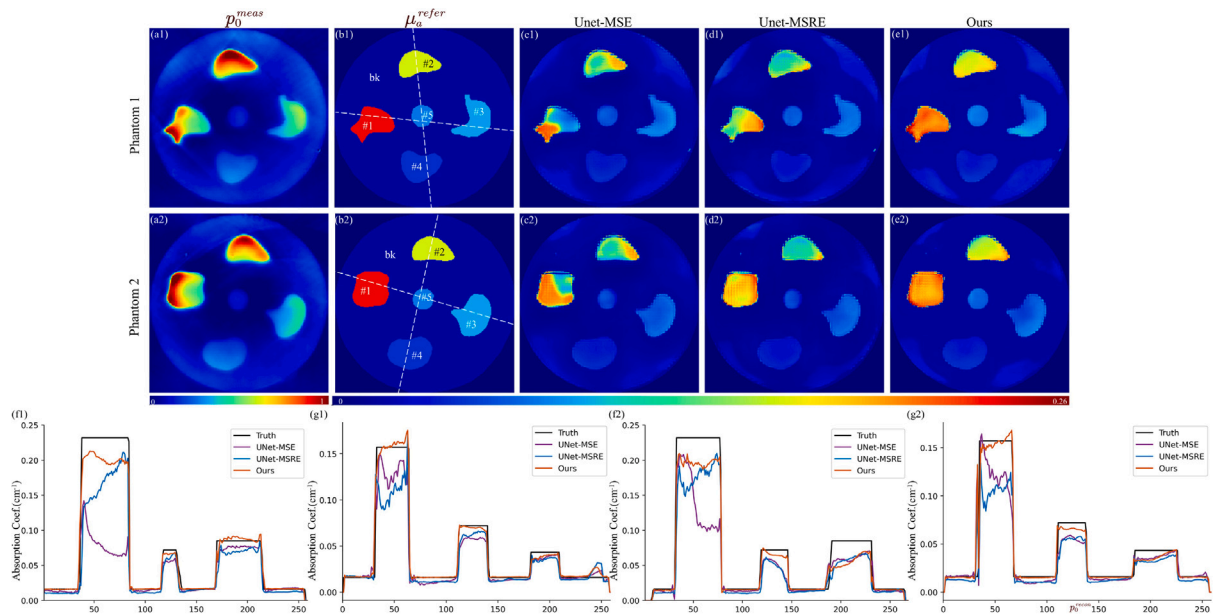 p₀ᵐᵉᵃˢ μₐʳᵉᶠᵉʳ Unet-MSE Unet-MSRE Ours
Phantom 1
(a1) (b1) (c1) (d1) (e1)
bk #2
#1 #5 #3
#4
Phantom 2
(a2) (b2) (c2) (d2) (e2)
bk #2
#1 #5 #3
#4
0 1 0 0.26
(f1) (g1) (f2) (g2)
Absorption Coef.(cm⁻¹)
0.25
0.20
0.15
0.10
0.05
0.00
50 100 150 200 250
Truth
UNet-MSE
UNet-MSRE
Ours
Absorption Coef.(cm⁻¹)
0.15
0.10
0.05
0.00
0 50 100 150 200 250
Truth
UNet-MSE
UNet-MSRE
Ours
Absorption Coef.(cm⁻¹)
0.25
0.20
0.15
0.10
0.05
0.00
50 100 150 200 250
Truth
UNet-MSE
UNet-MSRE
Ours
Absorption Coef.(cm⁻¹)
0.15
0.10
0.05
0.00
0 50 100 150 200 250
p₀ᵐᵉᵃˢ
Truth
UNet-MSE
UNet-MSRE
Ours